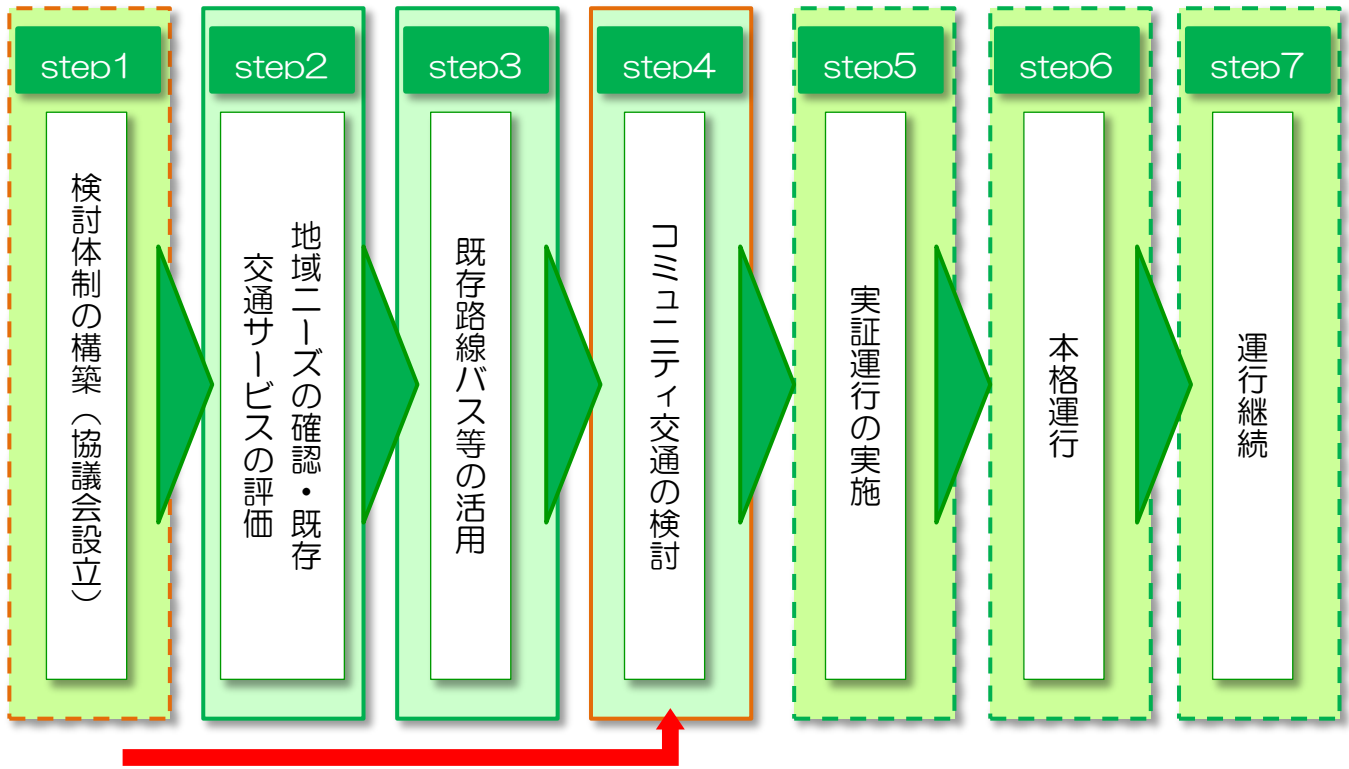 step1
検討体制の構築（協議会設立）
step2
地域ニーズの確認・既存
交通サービスの評価
step3
既存路線バス等の活用
step4
コミュニティ交通の検討
step5
実証運行の実施
step6
本格運行
step7
運行継続